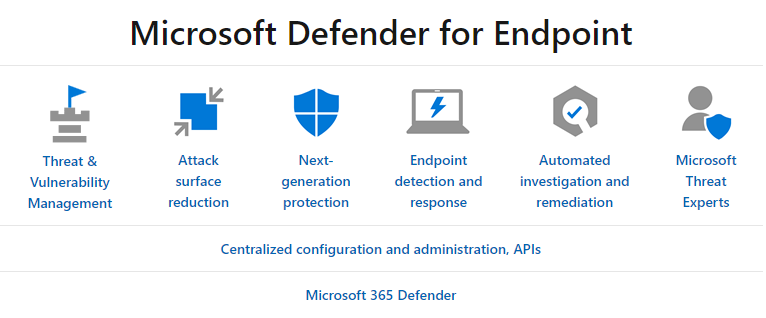 Microsoft Defender for Endpoint
Threat &
Vulnerability
Management
Attack
surface
reduction
Next-
generation
protection
Endpoint
detection and
response
Automated
investigation and
remediation
Microsoft
Threat
Experts
Centralized configuration and administration, APIs
Microsoft 365 Defender